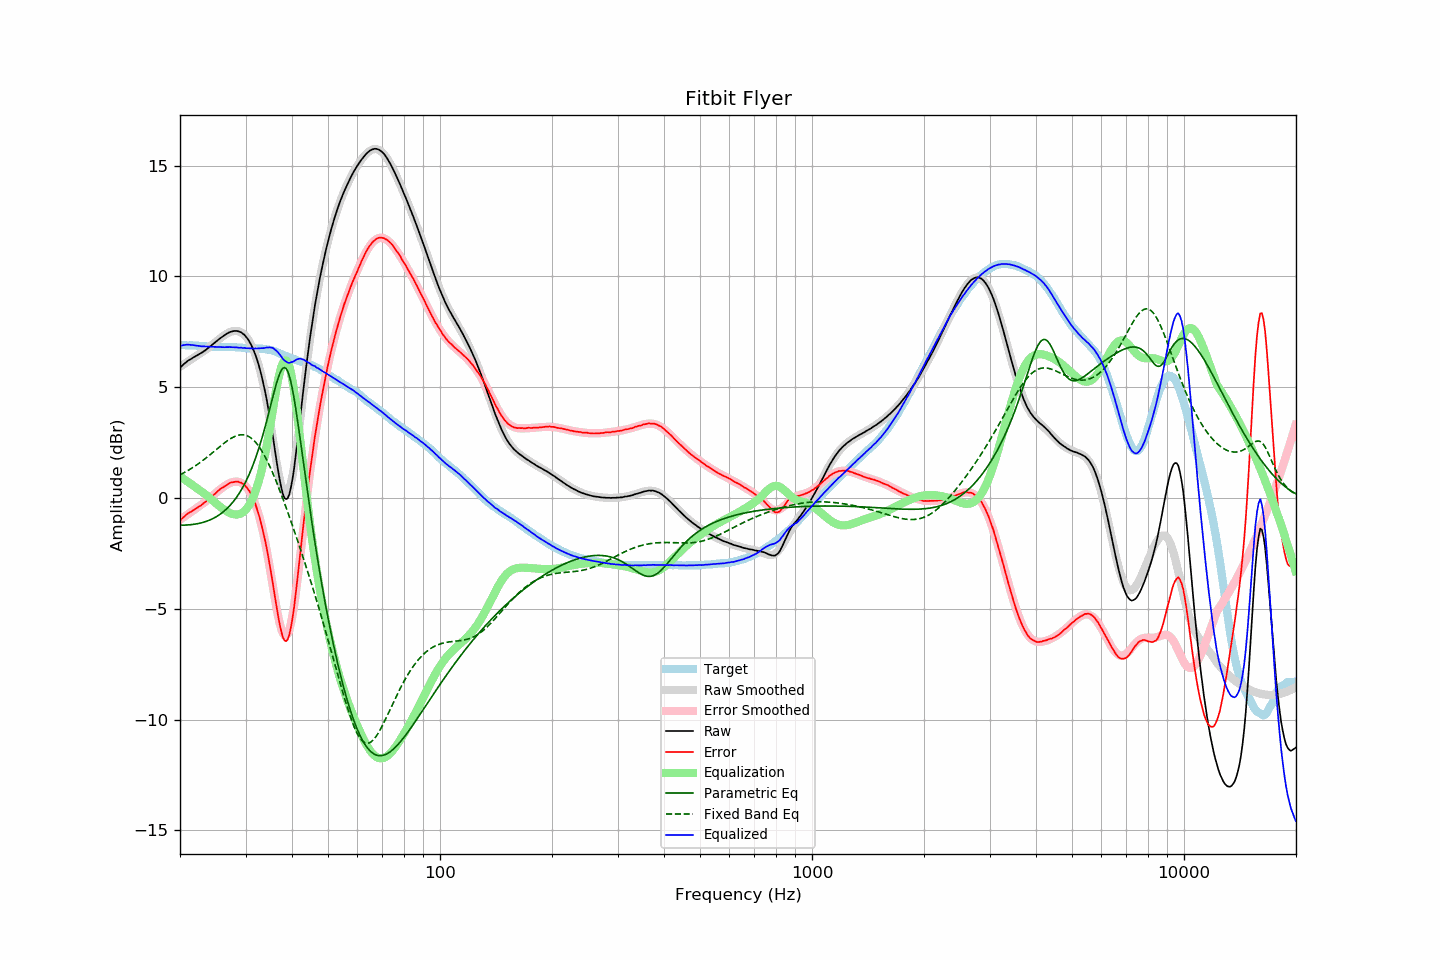 Fitbit Flyer
Amplitude (dBr)
15
10
5
0
−5
−10
−15
Target
Raw Smoothed
Error Smoothed
Raw
Error
Equalization
Parametric Eq
Fixed Band Eq
Equalized
100
1000
10000
Frequency (Hz)